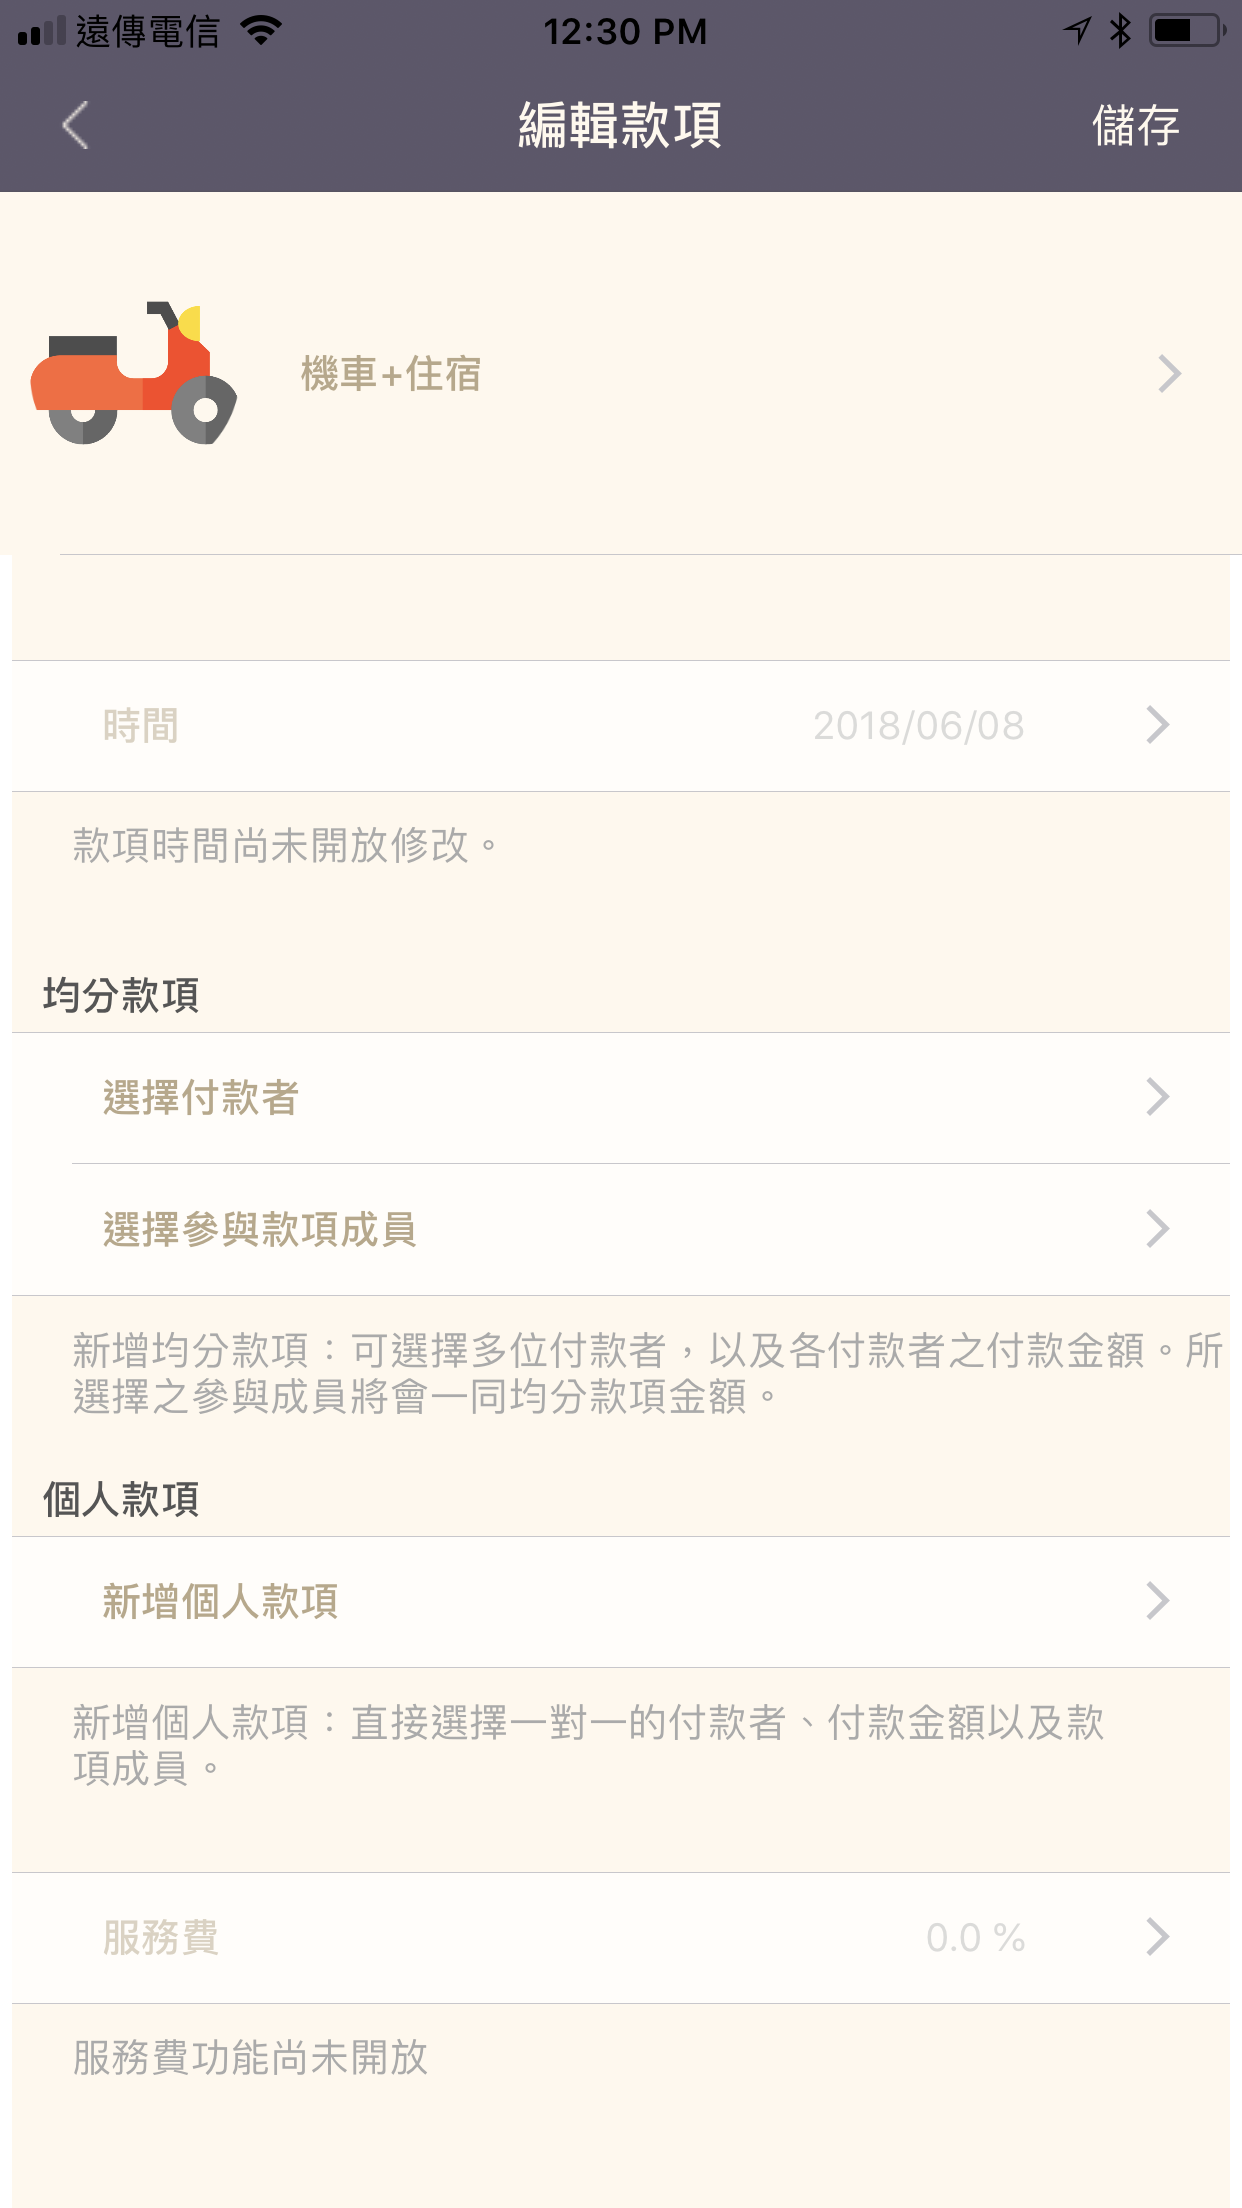 遠傳電信 12:30 PM
編輯款項 儲存
機車+住宿
時間 2018/06/08
款項時間尚未開放修改。
均分款項
選擇付款者
選擇參與款項成員
新增均分款項：可選擇多位付款者，以及各付款者之付款金額。所
選擇之參與成員將會一同均分款項金額。
個人款項
新增個人款項
新增個人款項：直接選擇一對一的付款者、付款金額以及款
項成員。
服務費 0.0 %
服務費功能尚未開放